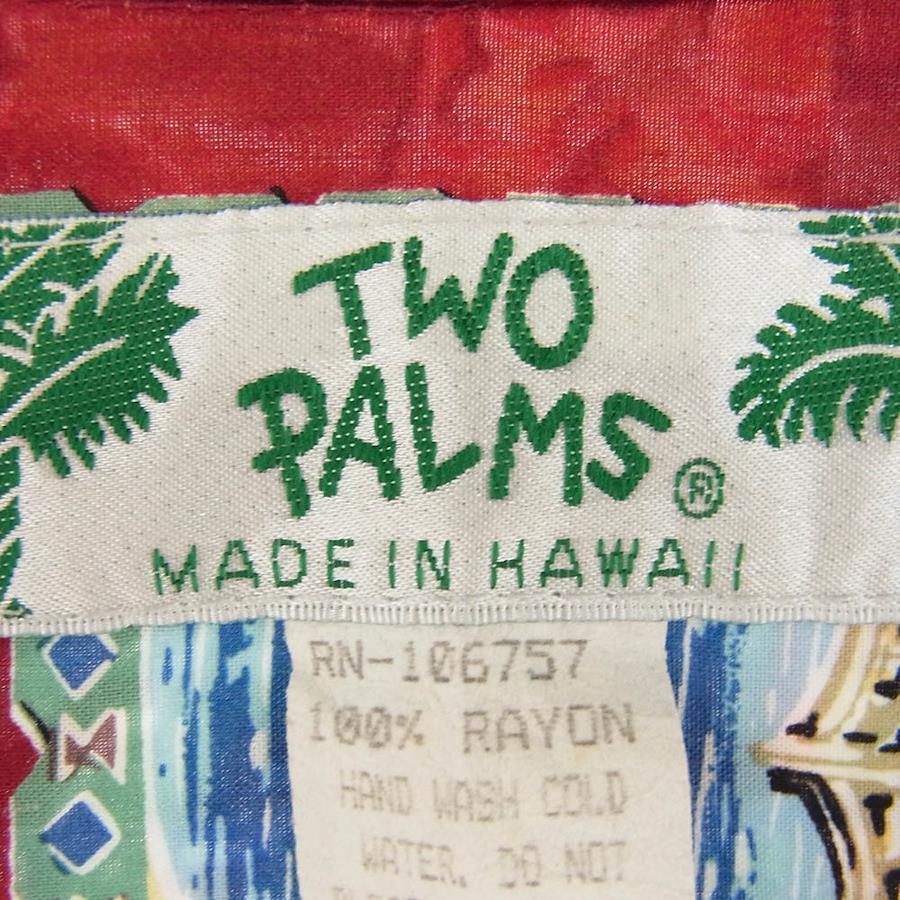 TWO
PALMS®
MADE IN HAWAII
RN-106757
100% RAYON
HAND WASH COLD
WATER. DO NOT